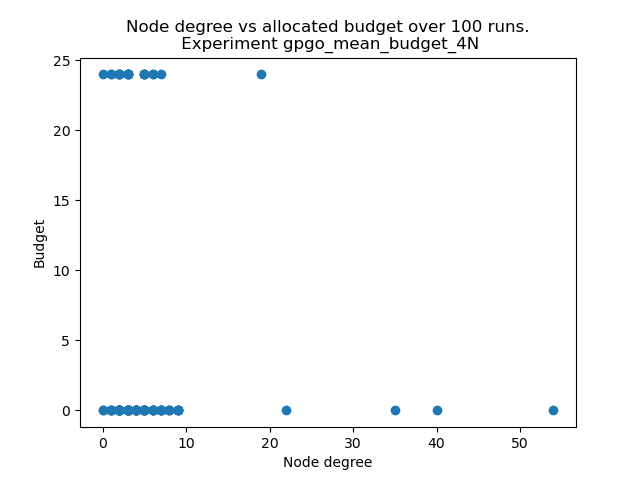 Node degree vs allocated budget over 100 runs.
Experiment gpgo_mean_budget_4N
25
20
15
10
5
0
Budget
0 10 20 30 40 50
Node degree